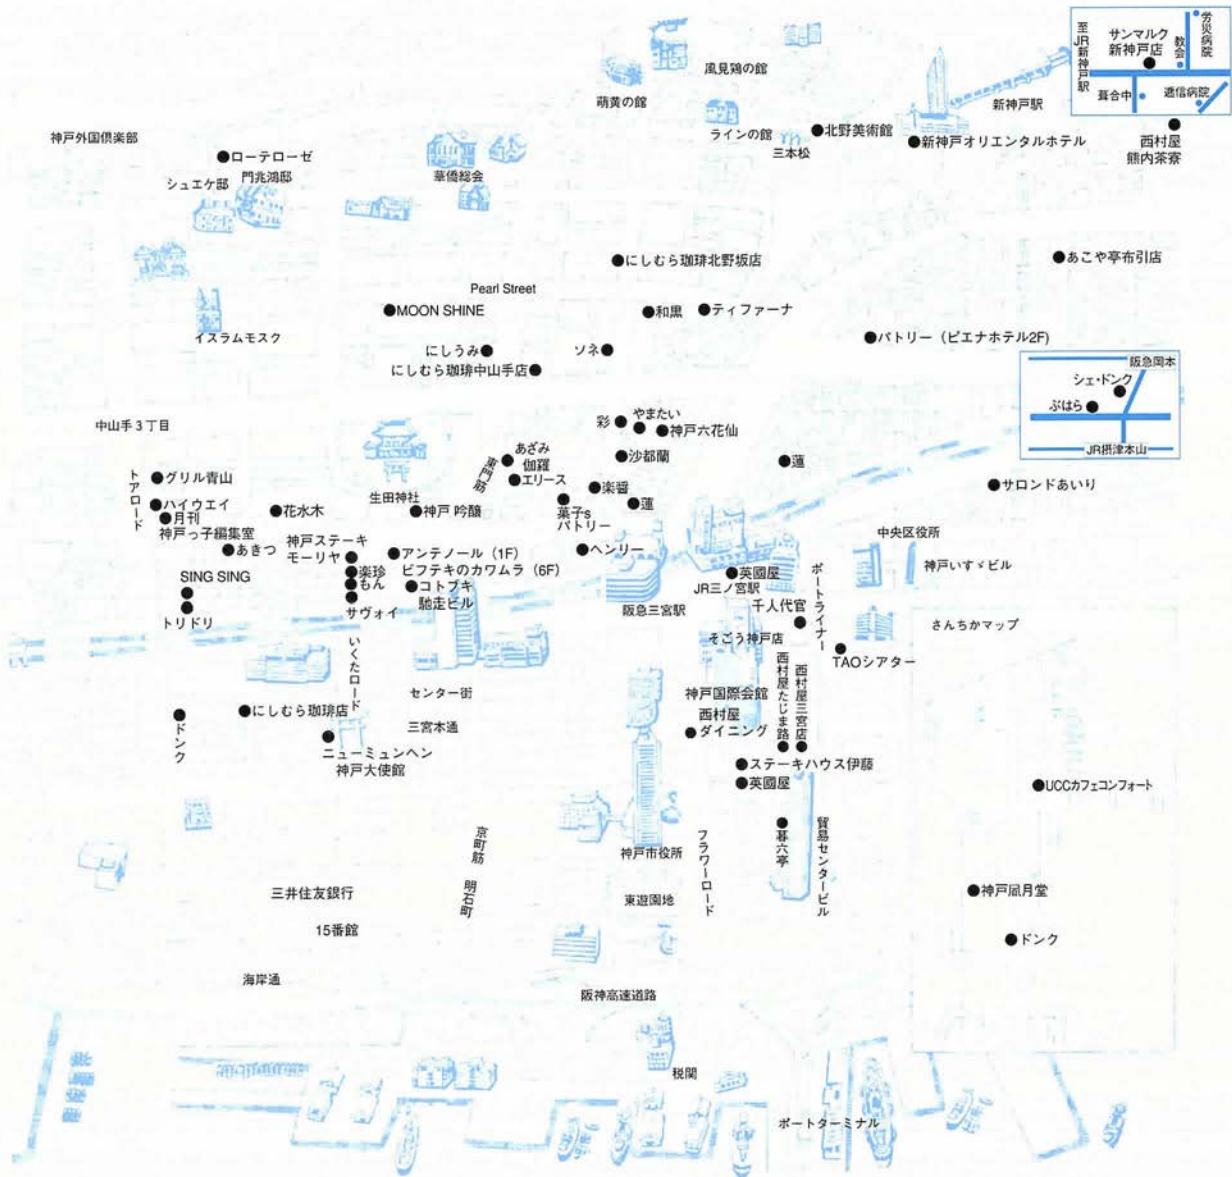 至JR新神戸駅
サンマルク
新神戸店
教会
労災病院
葺合中
逓信病院
風見鶏の館
萌黄の館
新神戸駅
ラインの館
三本松
北野美術館
新神戸オリエンタルホテル
西村屋
熊内茶寮
神戸外国倶楽部
ローテローゼ
シュエケ邸
門兆鴻邸
華僑総会
にしむら珈琲北野坂店
あこや亭布引店
Pearl Street
MOON SHINE
和黒
ティファーナ
イスラムモスク
にしうみ
ソネ
パトリー（ピエナホテル2F）
にしむら珈琲中山手店
阪急岡本
シェ・ドンク
ぶはら
JR摂津本山
中山手３丁目
彩
やまたい
神戸六花仙
トアロード
グリル青山
東門筋
あざみ
伽羅
エリース
沙都蘭
蓮
サロンドあいり
ハイウエイ
月刊
神戸っ子編集室
花水木
生田神社
神戸 吟醸
菓子s
パトリー
楽醤
蓮
あきつ
神戸ステーキ
モーリヤ
アンテノール（1F）
ビフテキのカワムラ（6F）
ヘンリー
中央区役所
神戸いすゞビル
SING SING
トリドリ
楽珍
もん
サヴォイ
コトブキ
馳走ビル
阪急三宮駅
英國屋
JR三ノ宮駅
千人代官
ポートライナー
そごう神戸店
さんちかマップ
TAOシアター
いくたロード
センター街
三宮本通
神戸国際会館
西村屋
ダイニング
西村屋たじま路
西村屋三宮店
ドンク
にしむら珈琲店
ニューミュンヘン
神戸大使館
ステーキハウス伊藤
英國屋
UCCカフェコンフォート
京町筋
明石町
神戸市役所
フラワーロード
暮六亭
貿易センタービル
三井住友銀行
15番館
東遊園地
神戸凮月堂
ドンク
海岸通
阪神高速道路
税関
ポートターミナル